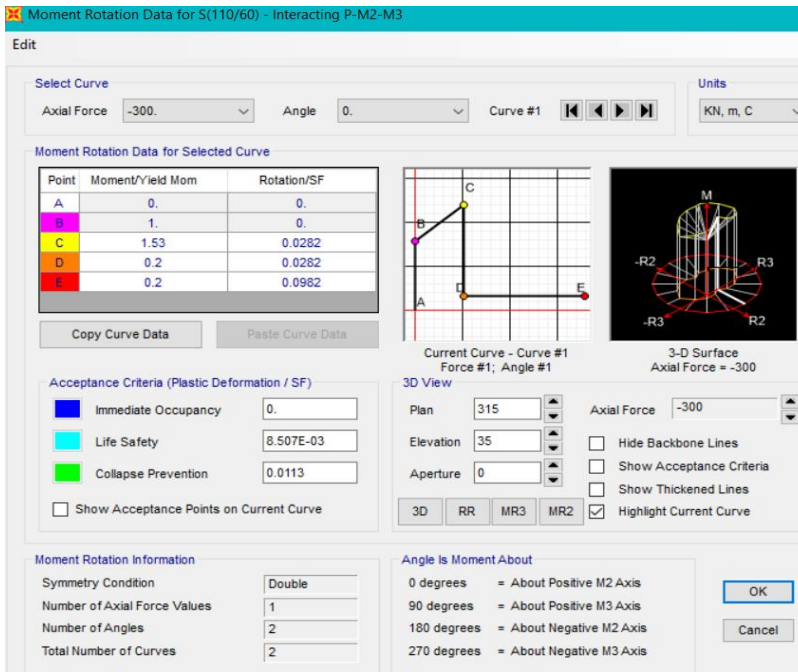 Moment Rotation Data for S(110/60) - Interacting P-M2-M3
Edit
Select Curve
Axial Force -300. Angle 0. Curve #1
Units
KN, m, C
Moment Rotation Data for Selected Curve
Point Moment/Yield Mom Rotation/SF
A 0. 0.
B 1. 0.
C 1.53 0.0282
D 0.2 0.0282
E 0.2 0.0982
Copy Curve Data Paste Curve Data
C
B
D E
A
Current Curve - Curve #1
Force #1; Angle #1
M
-R2 R3
-R3 R2
3-D Surface
Axial Force = -300
Acceptance Criteria (Plastic Deformation / SF)
Immediate Occupancy 0.
Life Safety 8.507E-03
Collapse Prevention 0.0113
Show Acceptance Points on Current Curve
3D View
Plan 315
Elevation 35
Aperture 0
3D RR MR3 MR2
Axial Force -300
Hide Backbone Lines
Show Acceptance Criteria
Show Thickened Lines
Highlight Current Curve
Moment Rotation Information
Symmetry Condition Double
Number of Axial Force Values 1
Number of Angles 2
Total Number of Curves 2
Angle Is Moment About
0 degrees = About Positive M2 Axis
90 degrees = About Positive M3 Axis
180 degrees = About Negative M2 Axis
270 degrees = About Negative M3 Axis
OK
Cancel